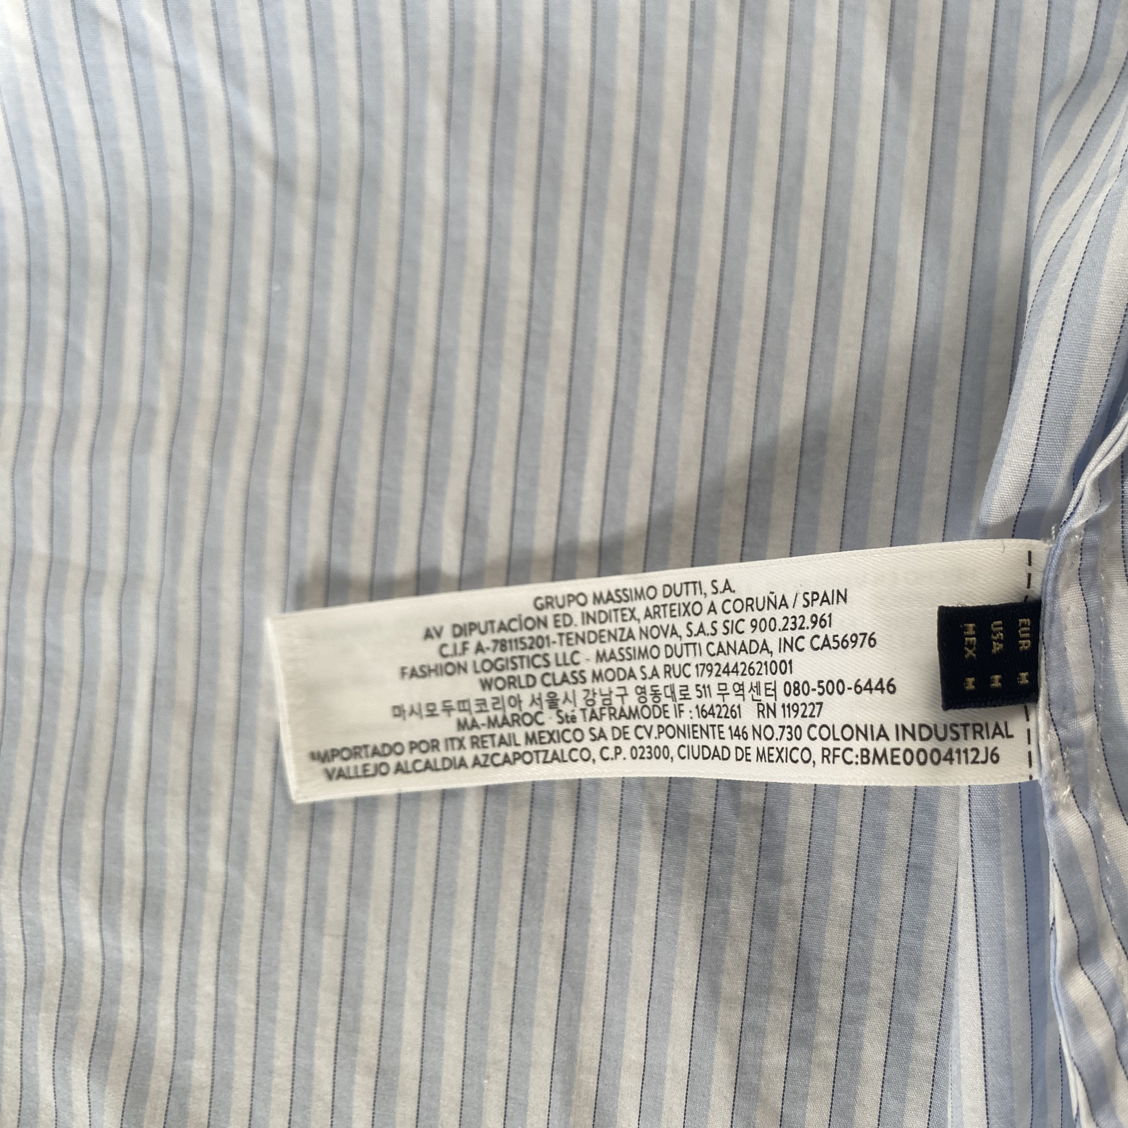 GRUPO MASSIMO DUTTI, S.A.
AV DIPUTACÏON ED. INDITEX, ARTEIXO A CORUÑA / SPAIN
C.I.F A-78115201-TENDENZA NOVA, S.A.S SIC 900.232.961
FASHION LOGISTICS LLC - MASSIMO DUTTI CANADA, INC CA56976
WORLD CLASS MODA S.A RUC 1792442621001
마시모두띠코리아 서울시 강남구 영동대로 511 무역센터 080-500-6446
MA-MAROC Sté TAFRAMODE IF :1642261 RN 119227
*IMPORTADO POR ITX RETAIL MEXICO SA DE CV.PONIENTE 146 NO.730 COLONIA INDUSTRIAL
VALLEJO ALCALDIA AZCAPOTZALCO, C.P. 02300, CIUDAD DE MEXICO, RFC:BME0004112J6
EUR M
USA M
MEX M